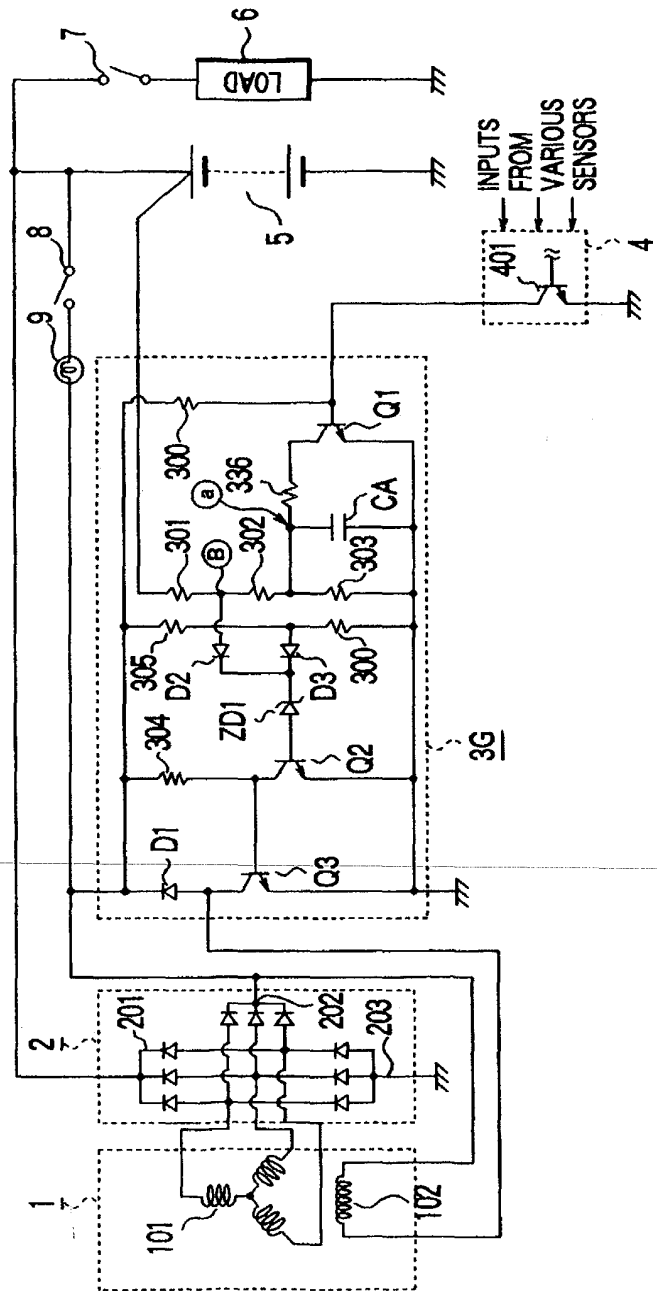 1
101
102
2
201
202
203
D1
Q3
304
Q2
ZD1
D2
D3
305
300
B
301
302
303
a
336
CA
300
Q1
3G
9
8
5
7
LOAD
6
INPUTS
FROM
VARIOUS
SENSORS
401
≈
4